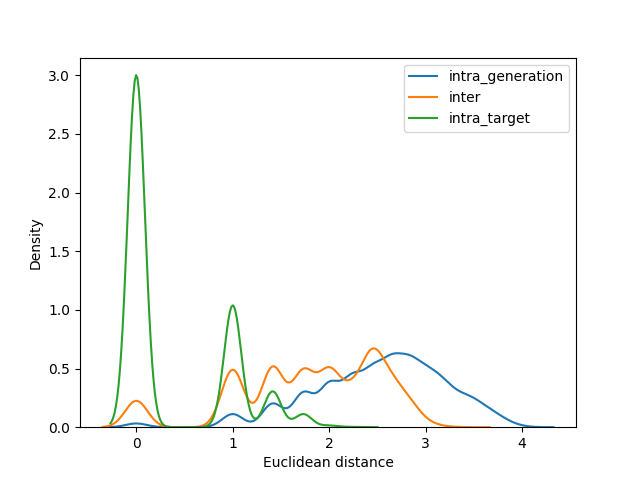 intra_generation
inter
intra_target
Density
3.0
2.5
2.0
1.5
1.0
0.5
0.0
0 1 2 3 4
Euclidean distance